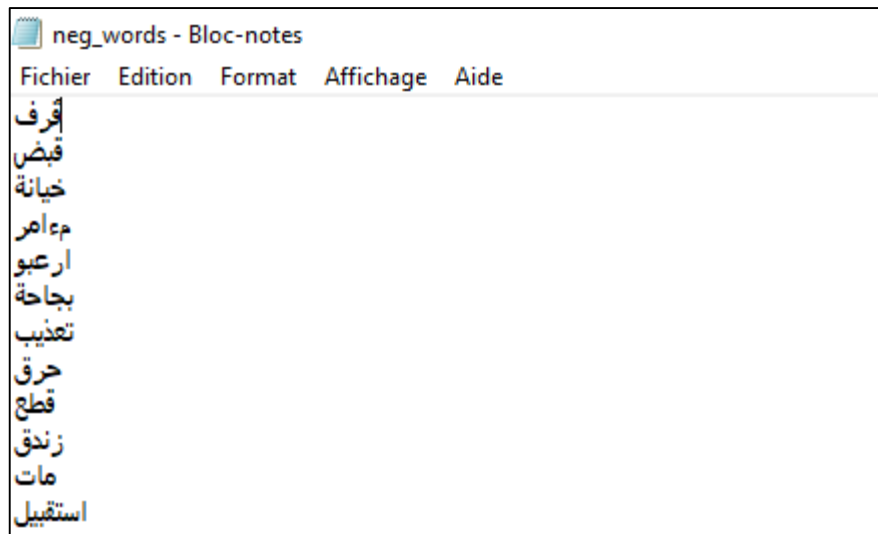 neg_words - Bloc-notes
Fichier Edition Format Affichage Aide
قرف
قبض
خيانة
مءامر
ارعبو
بجاحة
تعذيب
حرق
قطع
زندق
مات
استقبيل